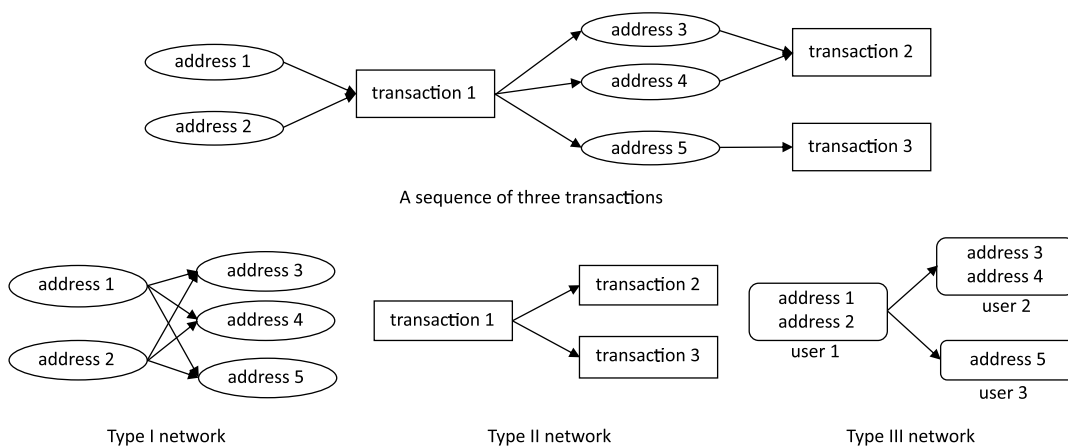 address 1
address 2
transaction 1
address 3
address 4
address 5
transaction 2
transaction 3
A sequence of three transactions
address 1
address 2
address 3
address 4
address 5
Type I network
transaction 1
transaction 2
transaction 3
Type II network
address 1
address 2
user 1
address 3
address 4
user 2
address 5
user 3
Type III network